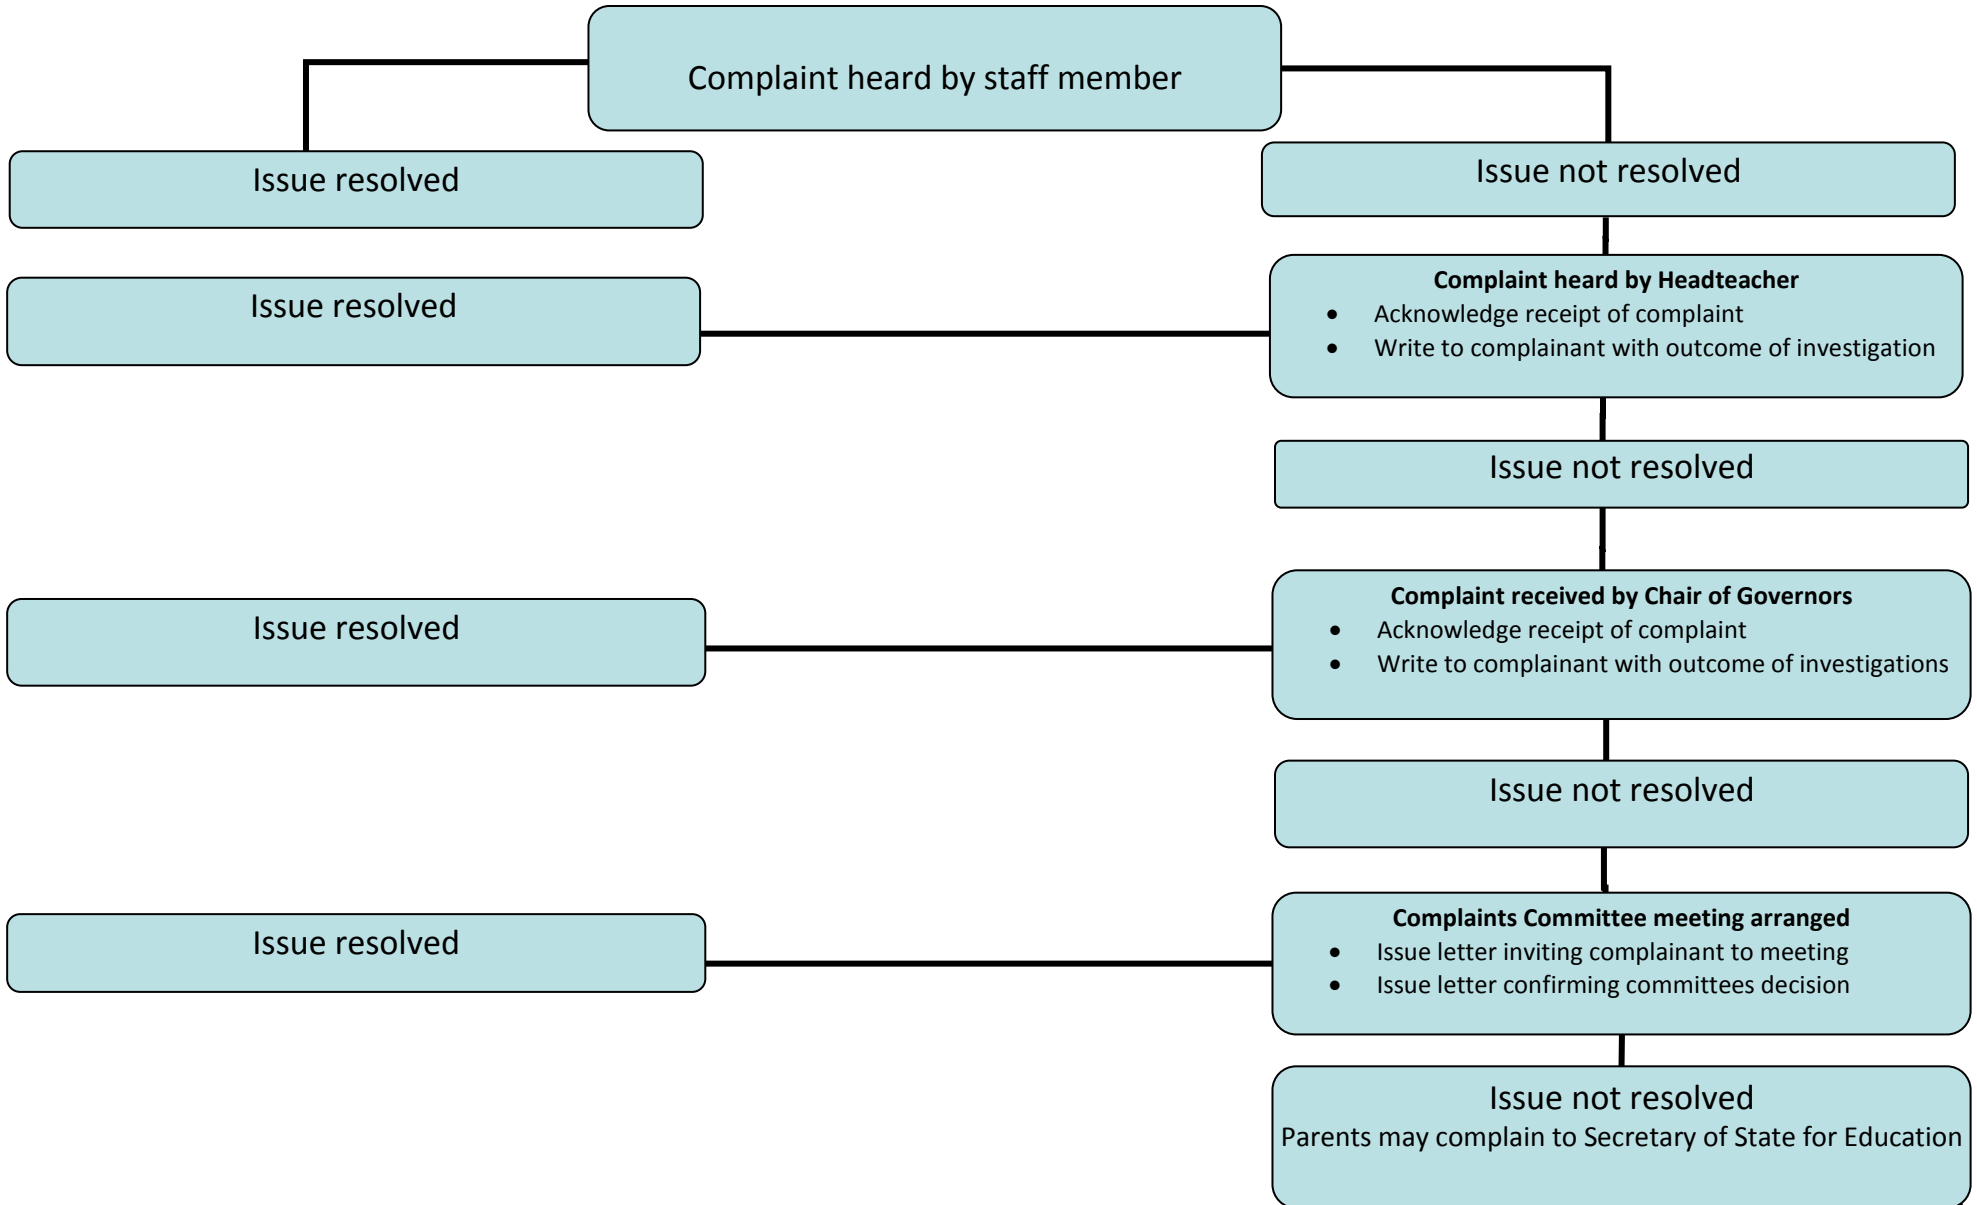 Complaint heard by staff member
Issue resolved
Issue not resolved
Issue resolved
Complaint heard by Headteacher
• Acknowledge receipt of complaint
• Write to complainant with outcome of investigation
Issue not resolved
Issue resolved
Complaint received by Chair of Governors
• Acknowledge receipt of complaint
• Write to complainant with outcome of investigations
Issue not resolved
Issue resolved
Complaints Committee meeting arranged
• Issue letter inviting complainant to meeting
• Issue letter confirming committees decision
Issue not resolved
Parents may complain to Secretary of State for Education